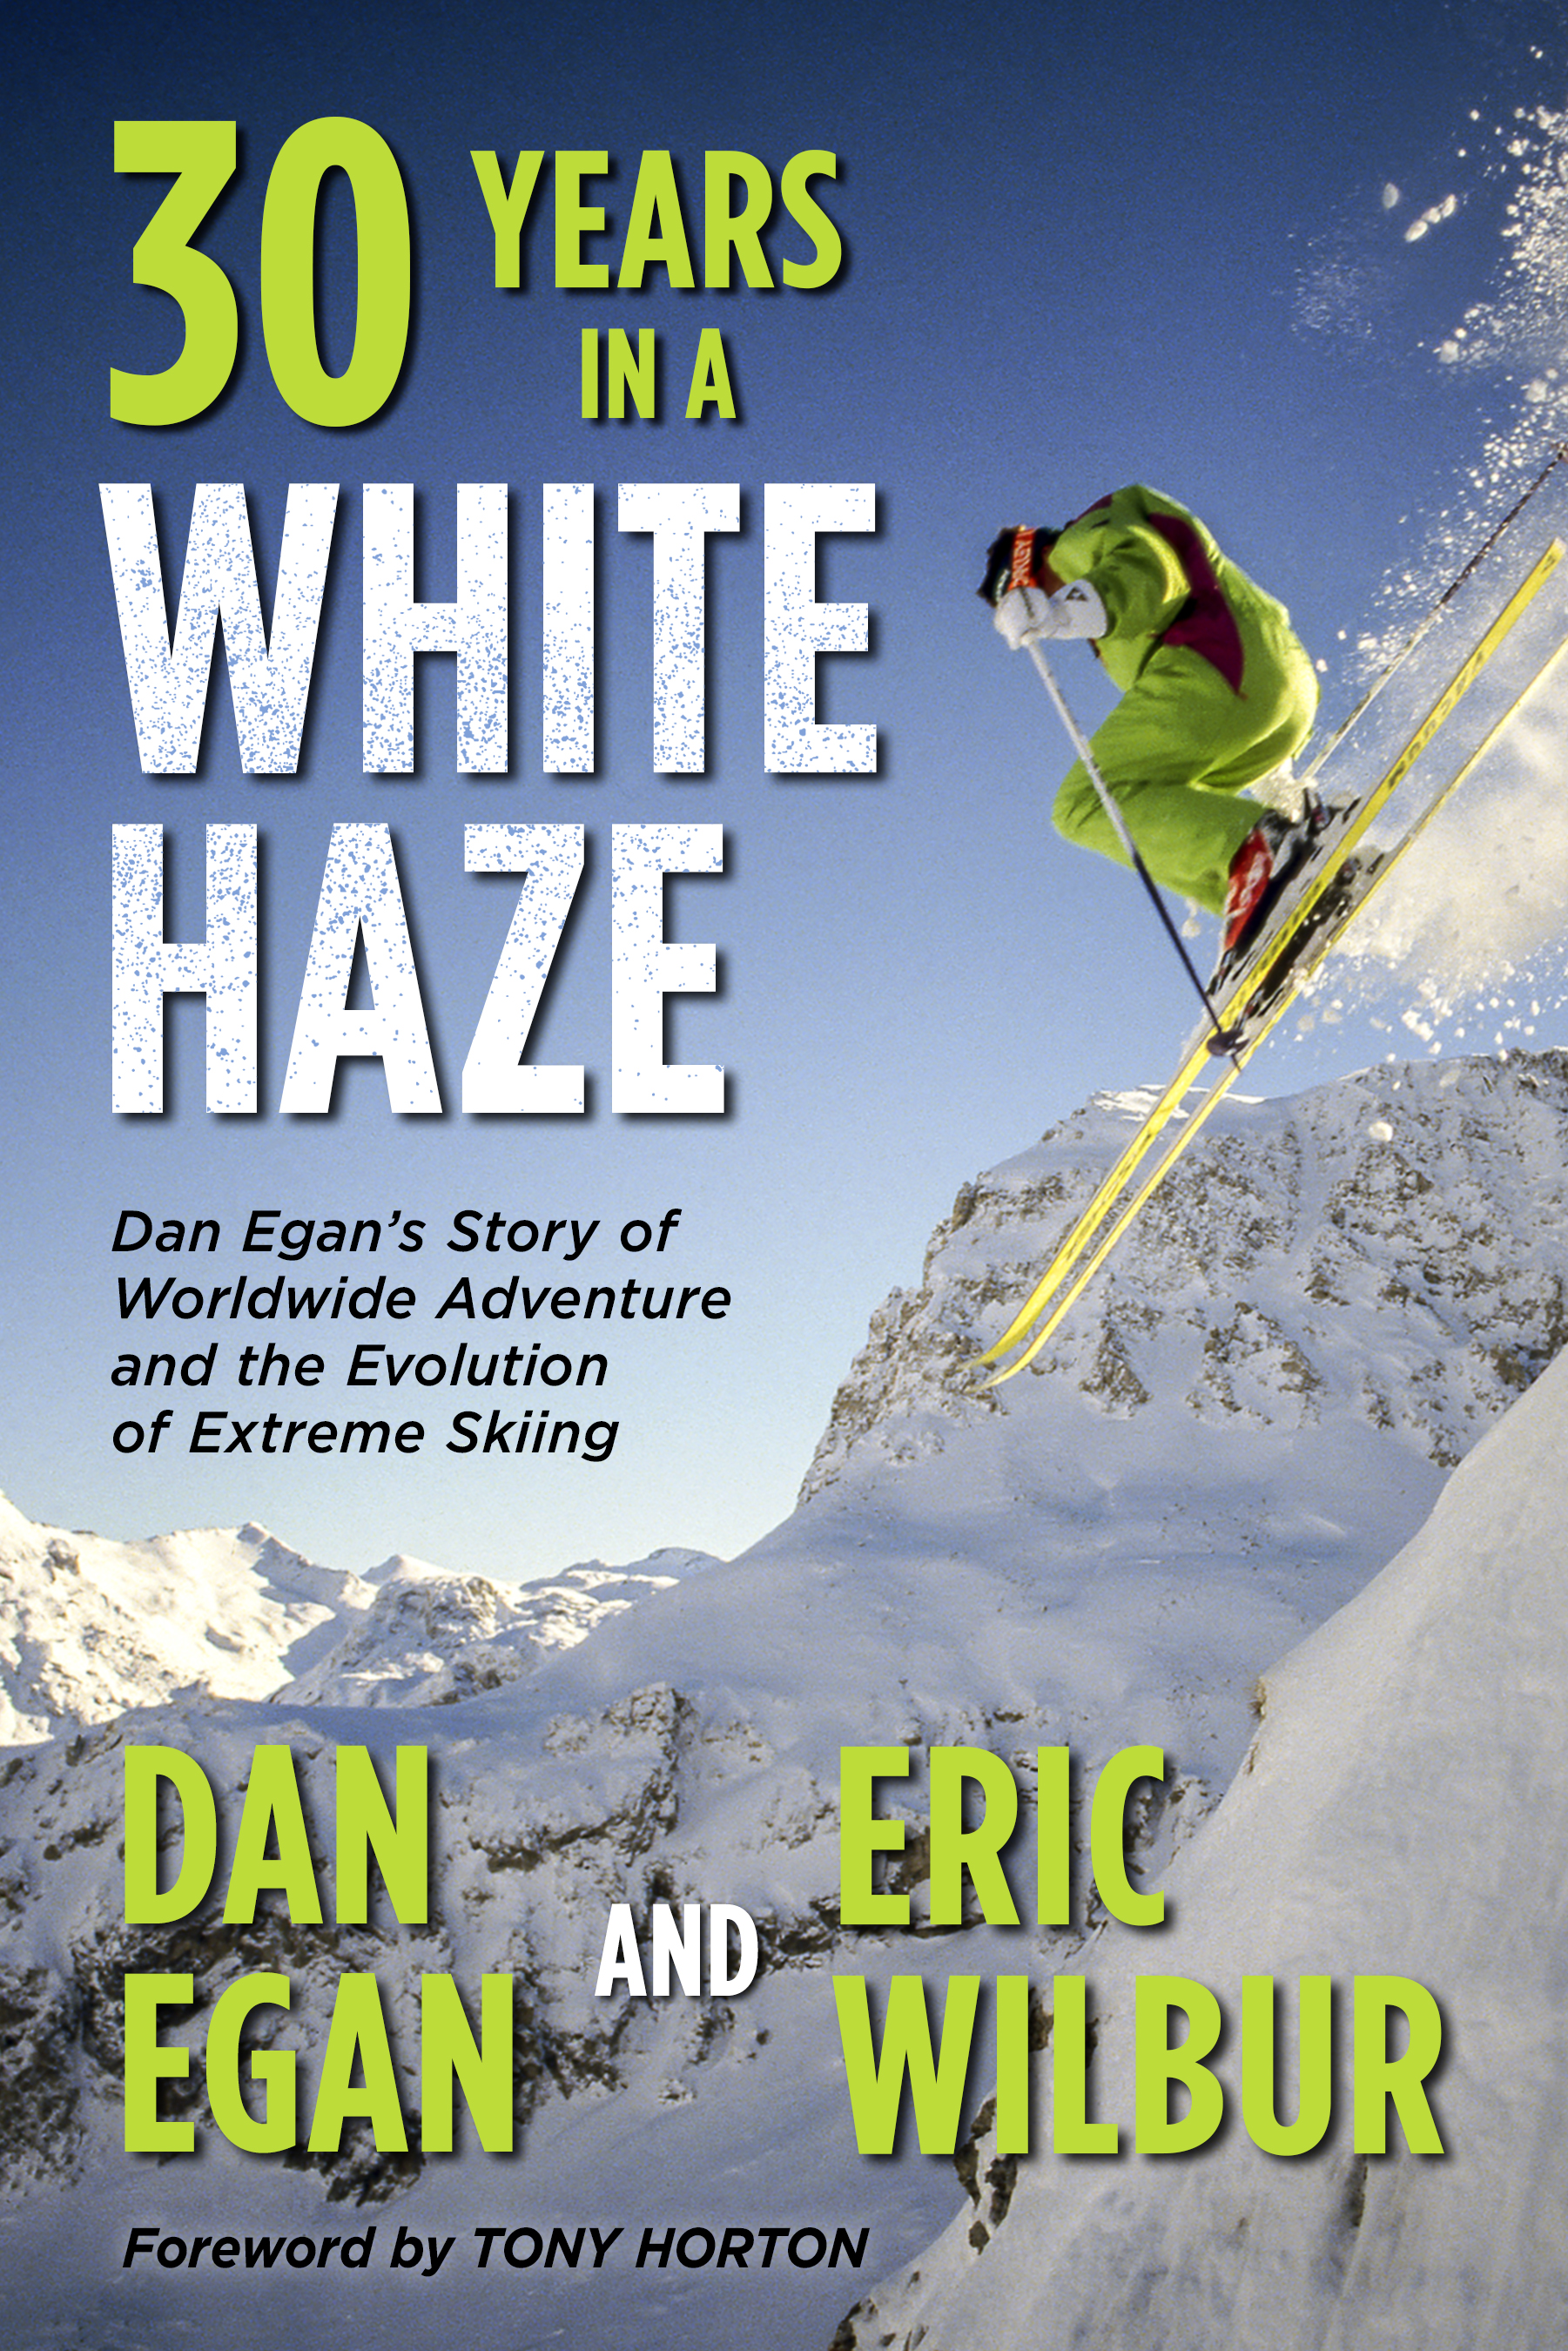 30 YEARS
IN A
WHITE
HAZE
Dan Egan's Story of
Worldwide Adventure
and the Evolution
of Extreme Skiing
DAN
EGAN
AND
ERIC
WILBUR
Foreword by TONY HORTON